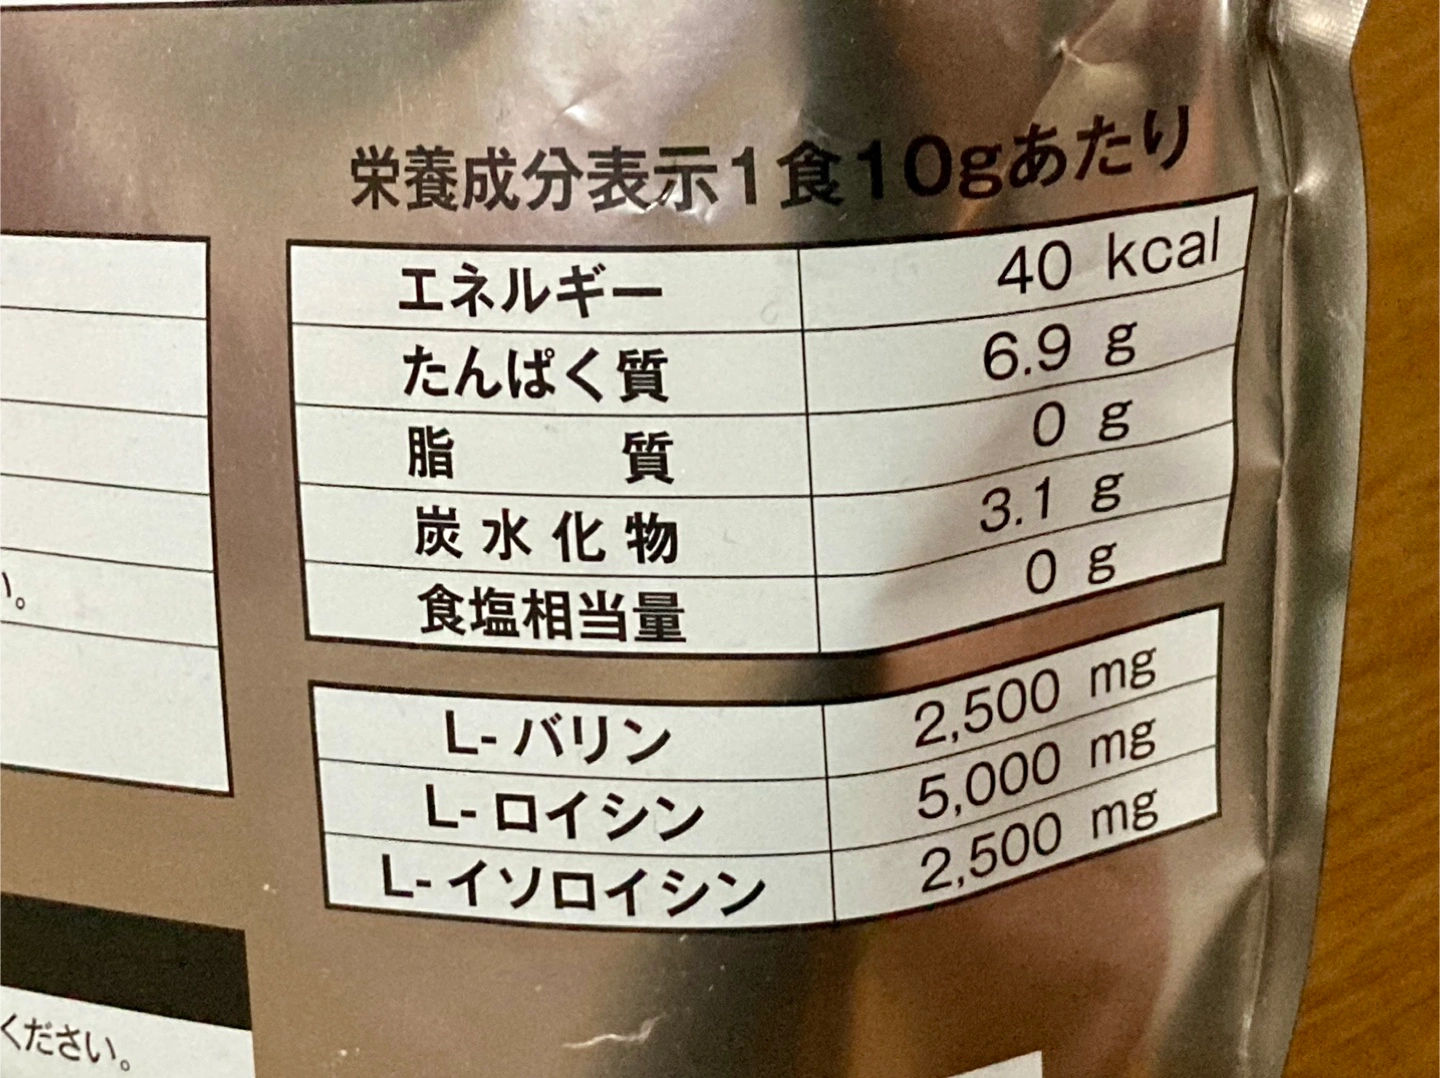 栄養成分表示1食10gあたり
エネルギー 40 kcal
たんぱく質 6.9 g
脂質 0 g
炭水化物 3.1 g
食塩相当量 0 g
L-バリン 2,500 mg
L-ロイシン 5,000 mg
L-イソロイシン 2,500 mg
い。
ください。